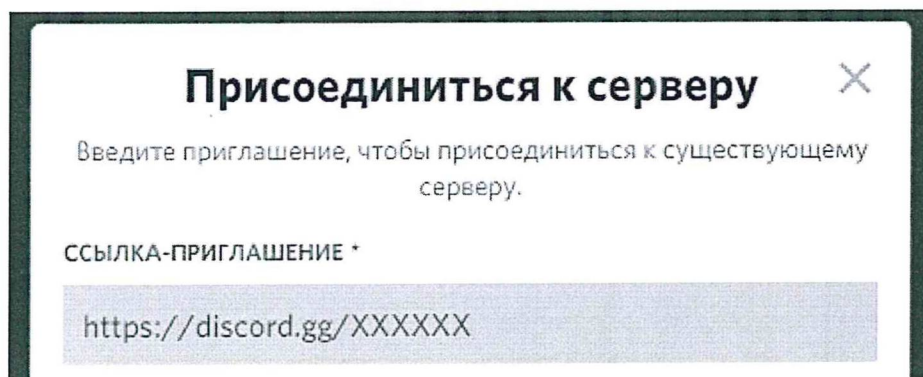 Присоединиться к серверу
Введите приглашение, чтобы присоединиться к существующему
серверу.
ССЫЛКА-ПРИГЛАШЕНИЕ *
https://discord.gg/XXXXXX